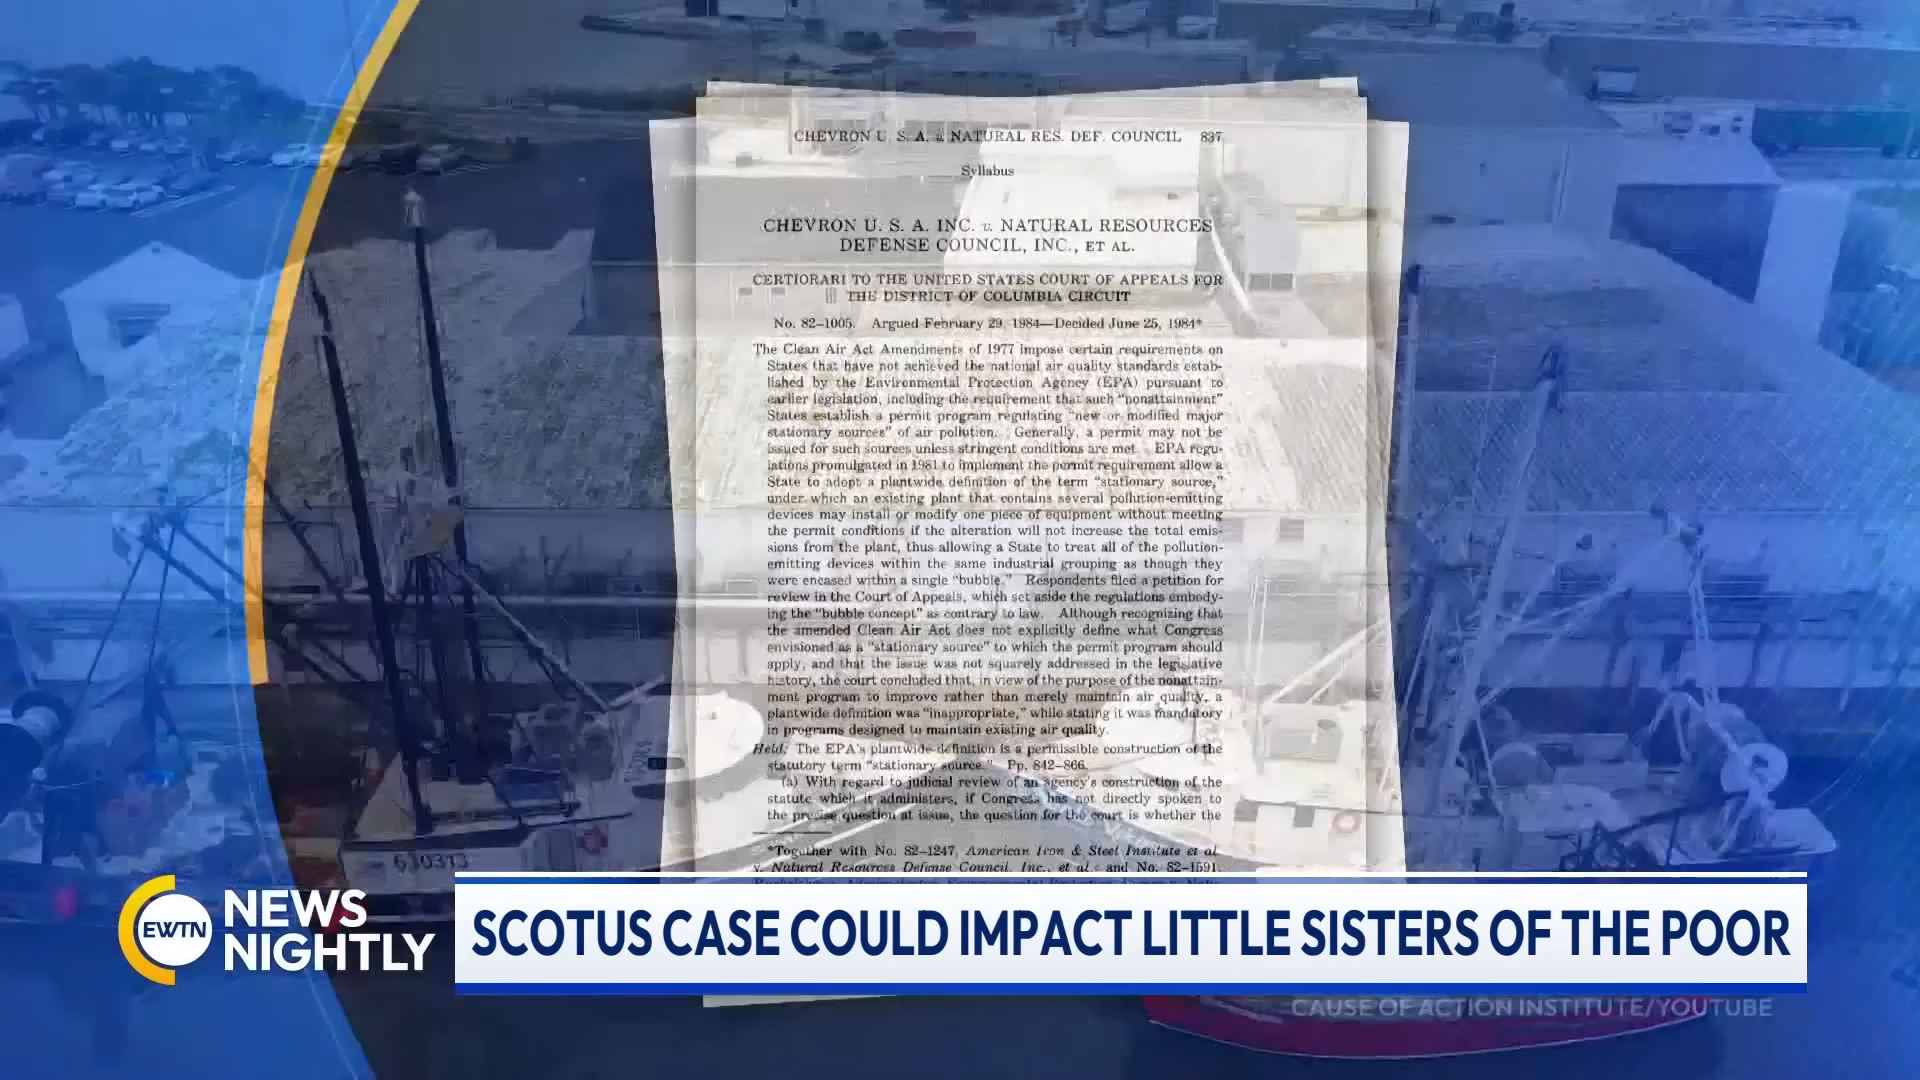 CHEVRON U. S. A. v. NATURAL RES. DEF. COUNCIL 837
Syllabus
CHEVRON U. S. A. INC. v. NATURAL RESOURCES
DEFENSE COUNCIL, INC., ET AL.
CERTIORARI TO THE UNITED STATES COURT OF APPEALS FOR
THE DISTRICT OF COLUMBIA CIRCUIT
No. 82–1005. Argued February 29, 1984—Decided June 25, 1984*
The Clean Air Act Amendments of 1977 impose certain requirements on
States that have not achieved the national air quality standards estab-
lished by the Environmental Protection Agency (EPA) pursuant to
earlier legislation, including the requirement that such “nonattainment”
States establish a permit program regulating “new or modified major
stationary sources” of air pollution. Generally, a permit may not be
issued for such sources unless stringent conditions are met. EPA regu-
lations promulgated in 1981 to implement the permit requirement allow a
State to adopt a plantwide definition of the term “stationary source,”
under which an existing plant that contains several pollution-emitting
devices may install or modify one piece of equipment without meeting
the permit conditions if the alteration will not increase the total emis-
sions from the plant, thus allowing a State to treat all of the pollution-
emitting devices within the same industrial grouping as though they
were encased within a single “bubble.” Respondents filed a petition for
review in the Court of Appeals, which set aside the regulations embody-
ing the “bubble concept” as contrary to law. Although recognizing that
the amended Clean Air Act does not explicitly define what Congress
envisioned as a “stationary source” to which the permit program should
apply, and that the issue was not squarely addressed in the legislative
history, the court concluded that, in view of the purpose of the nonattain-
ment program to improve rather than merely maintain air quality, a
plantwide definition was “inappropriate,” while stating it was mandatory
in programs designed to maintain existing air quality.
Held: The EPA's plantwide definition is a permissible construction of the
statutory term “stationary source.” Pp. 842–866.
(a) With regard to judicial review of an agency's construction of the
statute which it administers, if Congress has not directly spoken to
the precise question at issue, the question for the court is whether the
*Together with No. 82–1247, American Iron & Steel Institute et al.
v. Natural Resources Defense Council, Inc., et al., and No. 82–1591,
610313
EWTN NEWS NIGHTLY
SCOTUS CASE COULD IMPACT LITTLE SISTERS OF THE POOR
CAUSE OF ACTION INSTITUTE/YOUTUBE